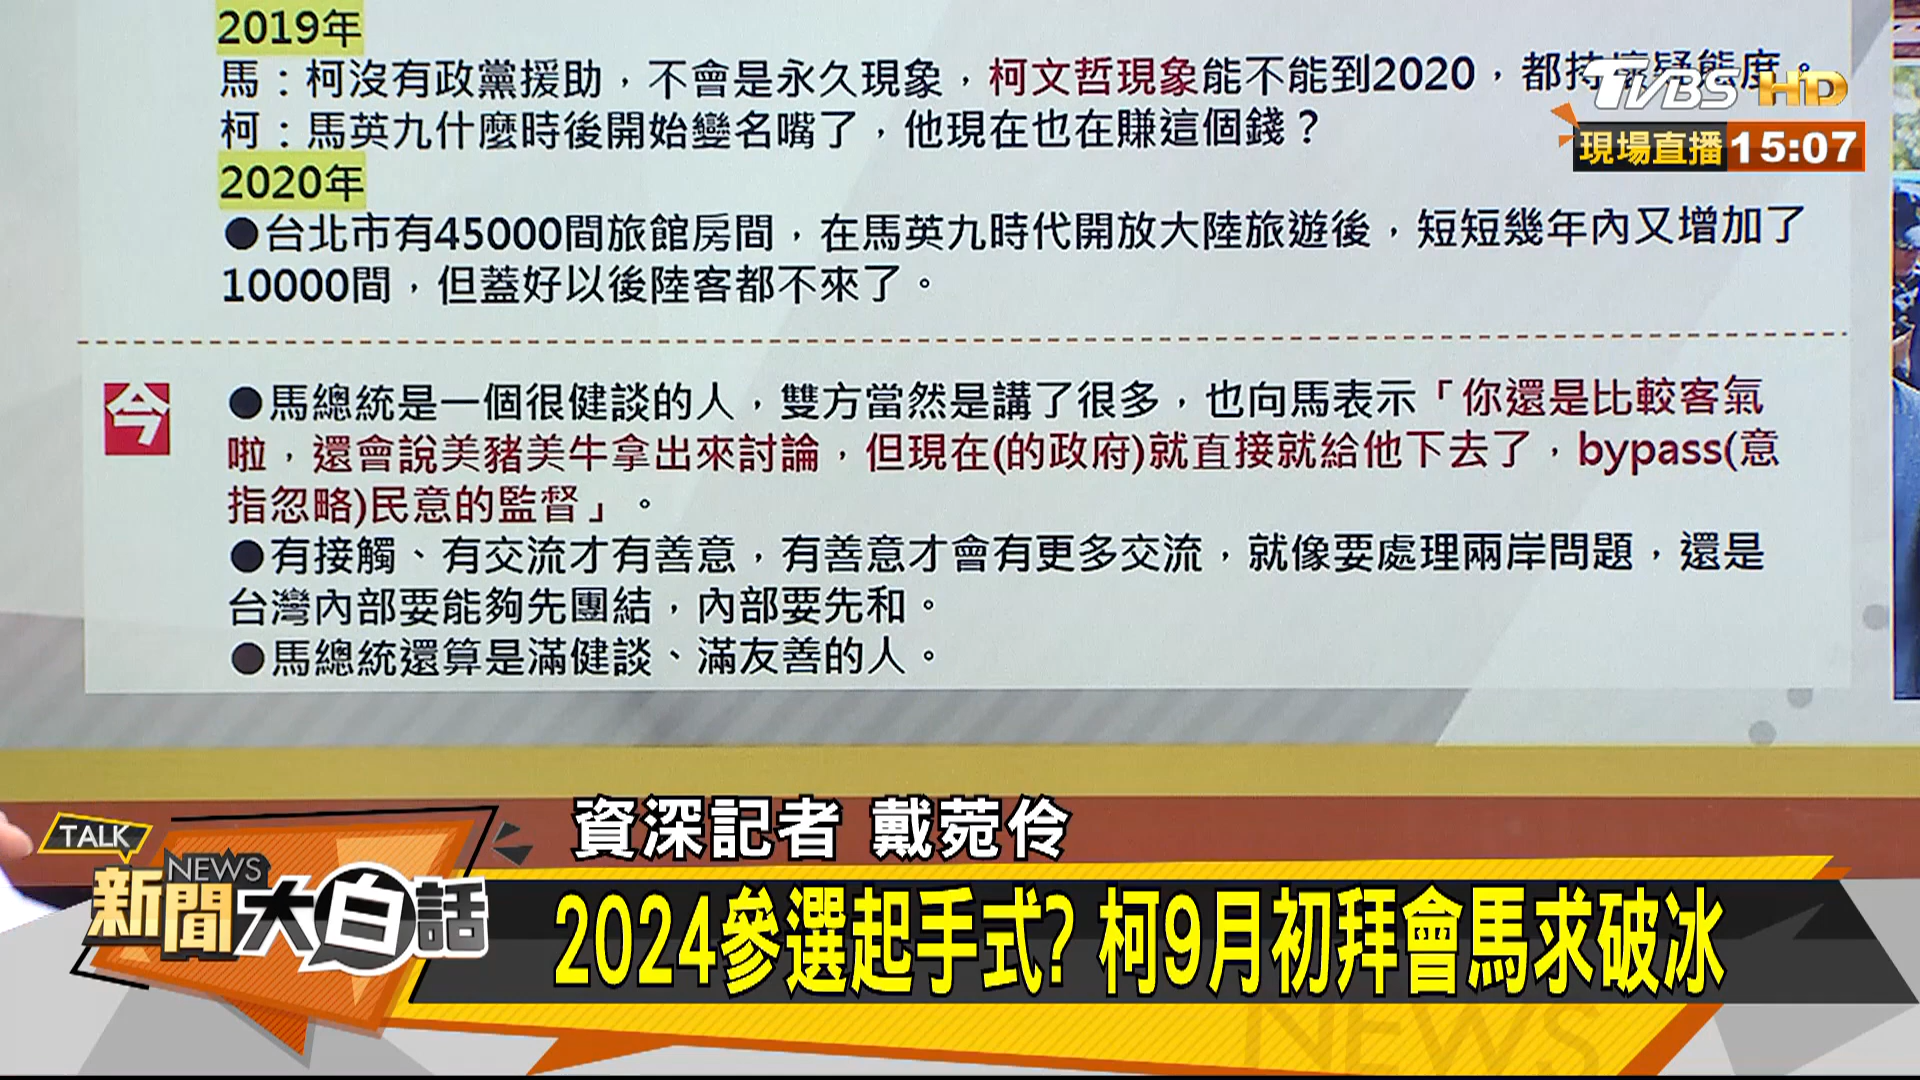 2019年
馬：柯沒有政黨援助，不會是永久現象，柯文哲現象能不能到2020，都持懷疑態度。
柯：馬英九什麼時後開始變名嘴了，他現在也在賺這個錢？
2020年
●台北市有45000間旅館房間，在馬英九時代開放大陸旅遊後，短短幾年內又增加了
10000間，但蓋好以後陸客都不來了。
TVBS HD
現場直播 15:07
今
●馬總統是一個很健談的人，雙方當然是講了很多，也向馬表示「你還是比較客氣
啦，還會說美豬美牛拿出來討論，但現在(的政府)就直接就給他下去了，bypass(意
指忽略)民意的監督」。
●有接觸、有交流才有善意，有善意才會有更多交流，就像要處理兩岸問題，還是
台灣內部要能夠先團結，內部要先和。
●馬總統還算是滿健談、滿友善的人。
資深記者 戴菀伶
TALK
NEWS
新聞大白話
2024參選起手式? 柯9月初拜會馬求破冰
NEWS